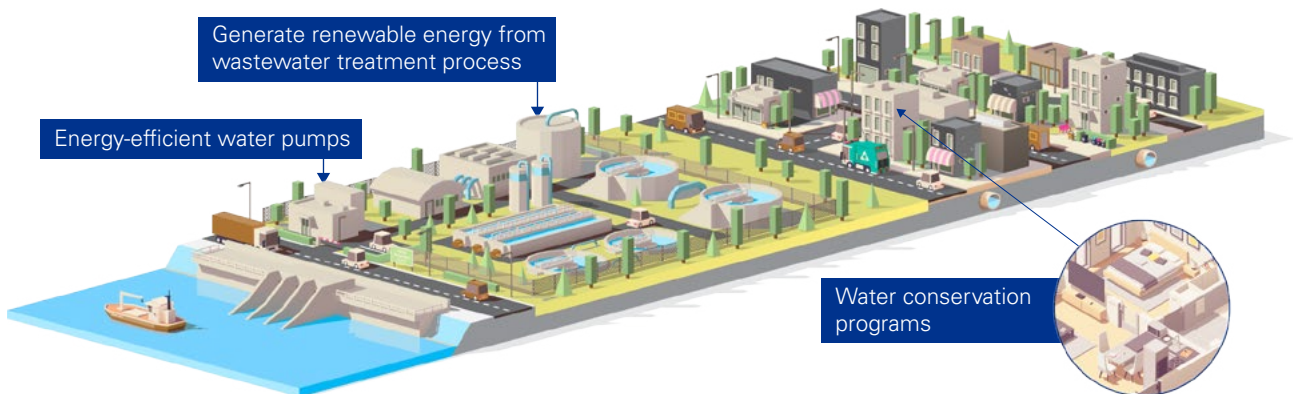 Generate renewable energy from
wastewater treatment process
Energy-efficient water pumps
Water conservation
programs